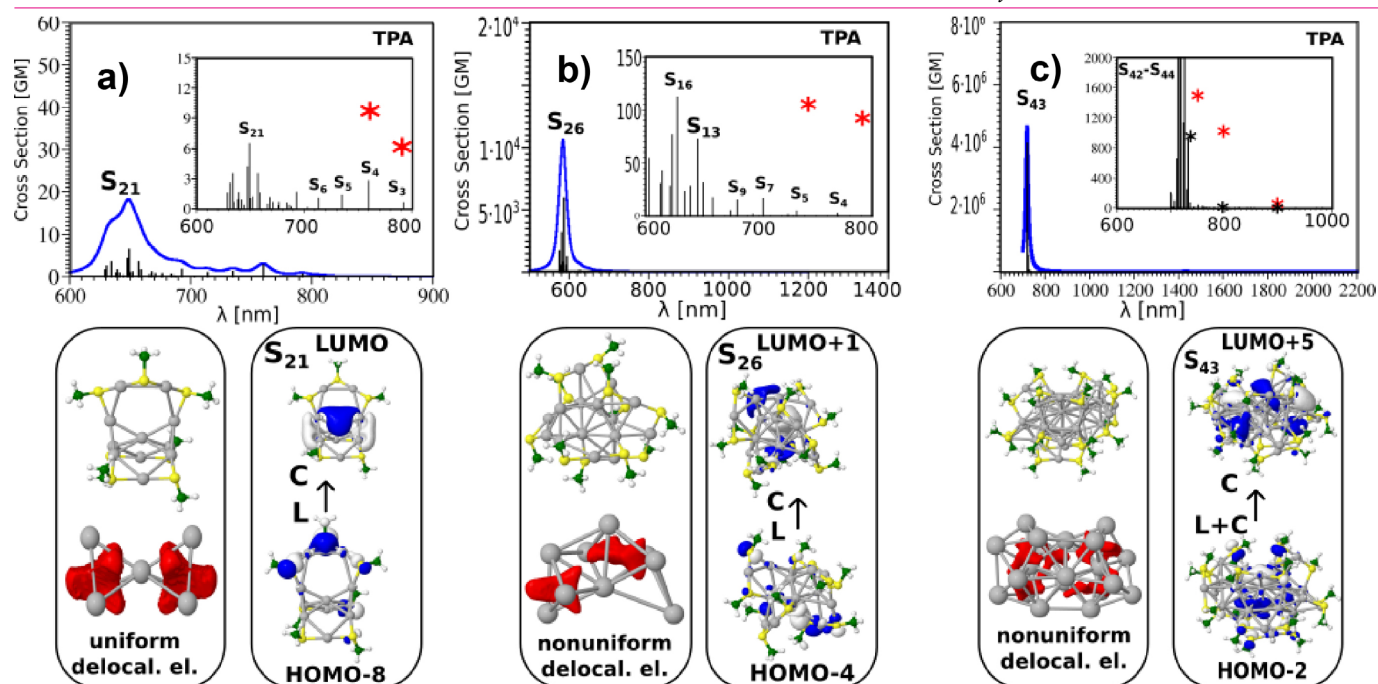 a)
TPA
Cross Section [GM]
60
50
40
30
20
10
0
600
700
800
900
λ [nm]
S21
15
12
9
6
3
0
600
700
800
S21
S6
S5
S4
S3
b)
TPA
Cross Section [GM]
2·10⁴
1·10⁴
5·10³
600
800
1000
1200
1400
λ [nm]
S26
150
100
50
0
600
700
800
S16
S13
S9
S7
S5
S4
c)
TPA
Cross Section [GM]
8·10⁶
6·10⁶
4·10⁶
2·10⁶
600
800
1000
1200
1400
1600
1800
2000
2200
λ [nm]
S43
2000
1600
1200
800
400
0
600
800
1000
S42-S44
uniform
delocal. el.
S21
LUMO
C
L
HOMO-8
nonuniform
delocal. el.
LUMO+1
S26
C
L
HOMO-4
nonuniform
delocal. el.
LUMO+5
S43
C
L+C
HOMO-2